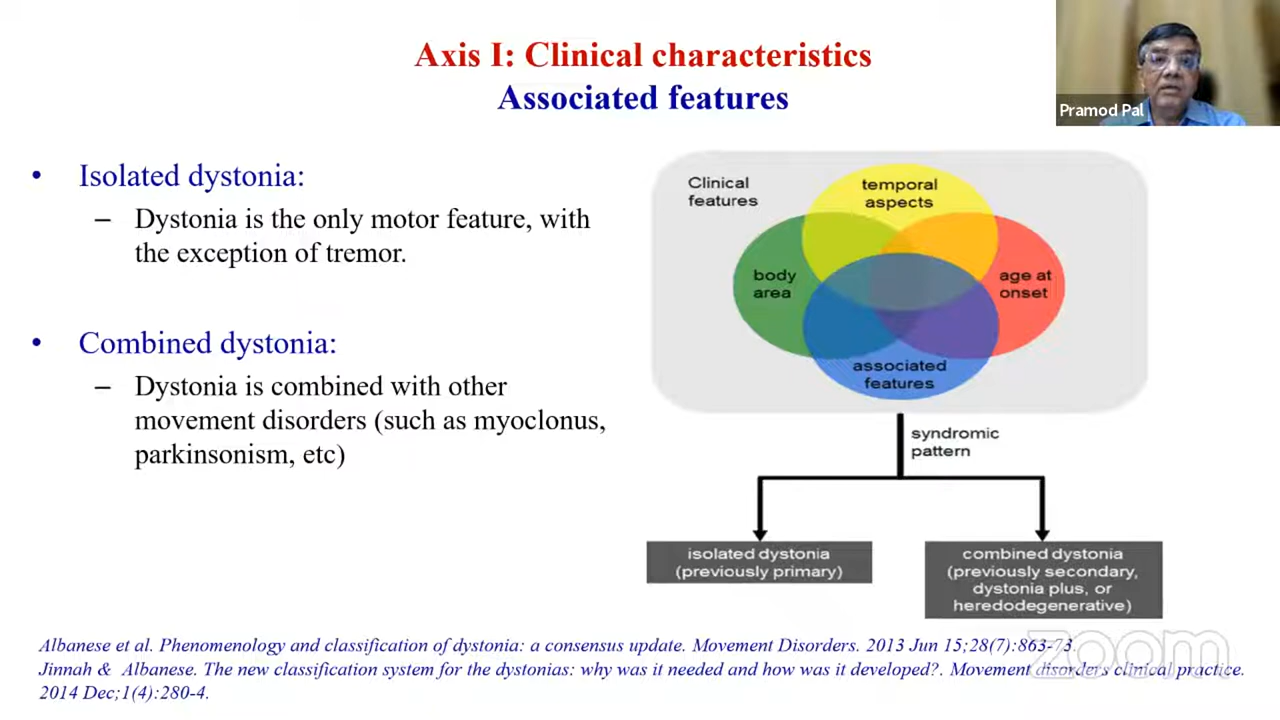 Axis I: Clinical characteristics
Associated features
Pramod Pal
• Isolated dystonia:
– Dystonia is the only motor feature, with
the exception of tremor.
• Combined dystonia:
– Dystonia is combined with other
movement disorders (such as myoclonus,
parkinsonism, etc)
Clinical
features
temporal
aspects
body
area
age at
onset
associated
features
syndromic
pattern
isolated dystonia
(previously primary)
combined dystonia
(previously secondary,
dystonia plus, or
heredodegenerative)
Albanese et al. Phenomenology and classification of dystonia: a consensus update. Movement Disorders. 2013 Jun 15;28(7):863-73.
Jinnah & Albanese. The new classification system for the dystonias: why was it needed and how was it developed?. Movement disorders clinical practice.
2014 Dec;1(4):280-4.
zoom